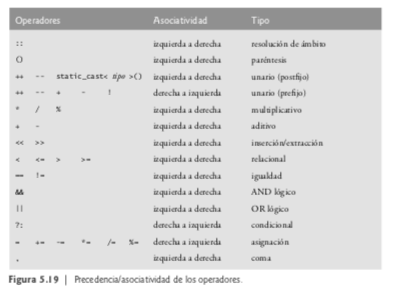 Operadores Asociatividad Tipo
:: izquierda a derecha resolución de ámbito
() izquierda a derecha paréntesis
++ -- static_cast< tipo >() izquierda a derecha unario (postfijo)
++ -- + - ! derecha a izquierda unario (prefijo)
* / % izquierda a derecha multiplicativo
+ - izquierda a derecha aditivo
<< >> izquierda a derecha inserción/extracción
< <= > >= izquierda a derecha relacional
== != izquierda a derecha igualdad
&& izquierda a derecha AND lógico
|| izquierda a derecha OR lógico
?: derecha a izquierda condicional
= += -= *= /= %= derecha a izquierda asignación
, izquierda a derecha coma
Figura 5.19 | Precedencia/asociatividad de los operadores.